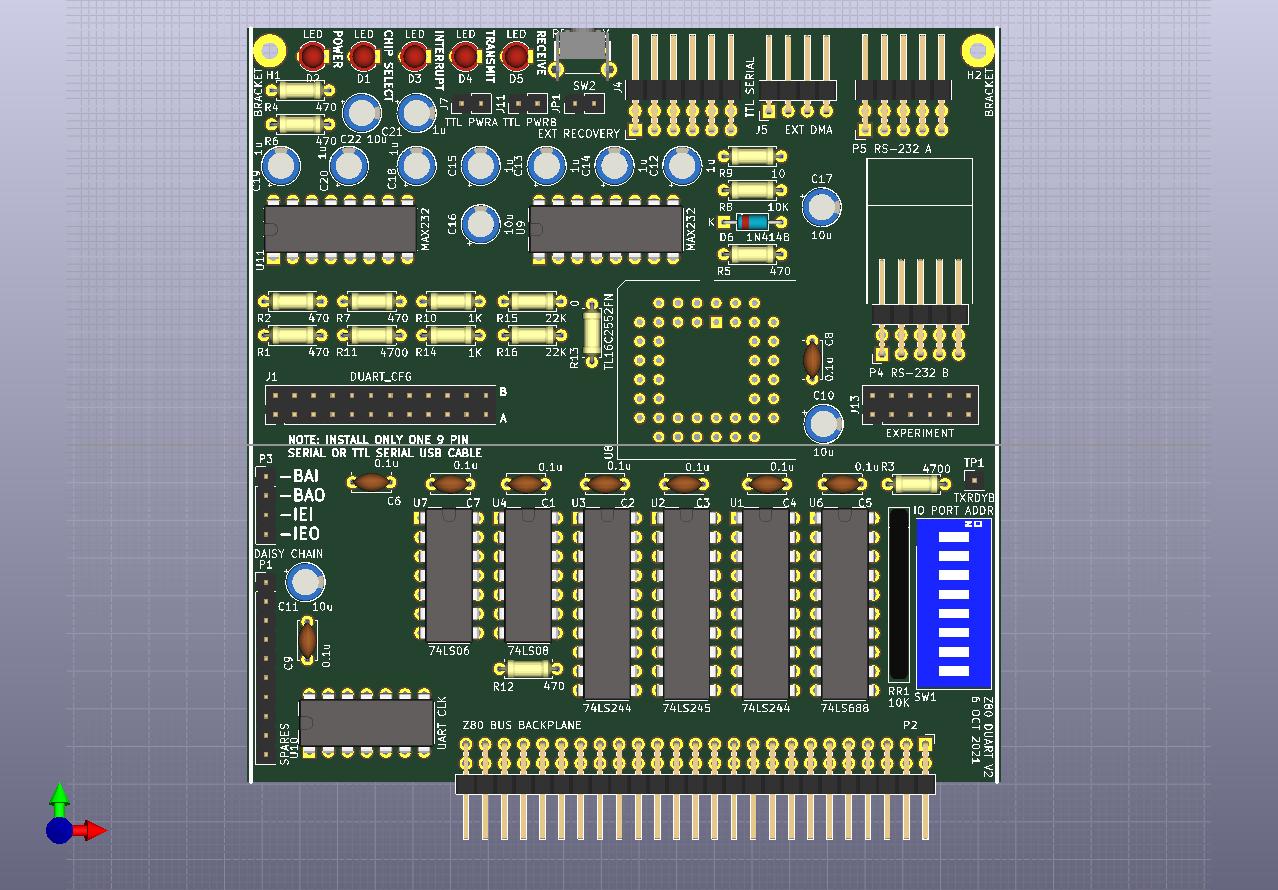 LED LED LED LED LED
POWER
CHIP SELECT
INTERRUPT
TRANSMIT
RECEIVE
D2 D1 D3 D4 D5
SW2
H1
BRACKET
H2
BRACKET
J4
TTL SERIAL
R4 470
R6 470
C22 10u
C21 1u
J7
TTL PWRA
J11
TTL PWRB
JP1
EXT RECOVERY
J5 EXT DMA
P5 RS-232 A
C19 1u
C20 1u
C18
C15 1u
C13 1u
C14 1u
C12 1u
R9 10
R8 10K
K
D6 1N414B
R5 470
C17
10u
U11
MAX232
C16 10u
U9
MAX232
R2 470
R7 470
R10 1K
R15 22K
R1 470
R11 4700
R14 1K
R16 22K
R13 0
TL16C2552FN
U8
C8
0.1u
C10
10u
P4 RS-232 B
J1 DUART_CFG
B
A
J13
EXPERIMENT
NOTE: INSTALL ONLY ONE 9 PIN
SERIAL OR TTL SERIAL USB CABLE
P3
-BAI
-BAO
-IEI
-IEO
DAISY CHAIN
P1
0.1u 0.1u 0.1u 0.1u 0.1u 0.1u 0.1u
C6
R3 4700
TP1
TXRDYB
U7 C7 U4 C1 U3 C2 U2 C3 U1 C4 U6 C5
IO PORT ADDR
NO
C11 10u
C9
0.1u
74LS06
74LS08
R12 470
74LS244
74LS245
74LS244
74LS688
RR1
10K
SW1
SPARES
U10
UART CLK
Z80 BUS BACKPLANE
P2
Z80 DUART V2
6 OCT 2021